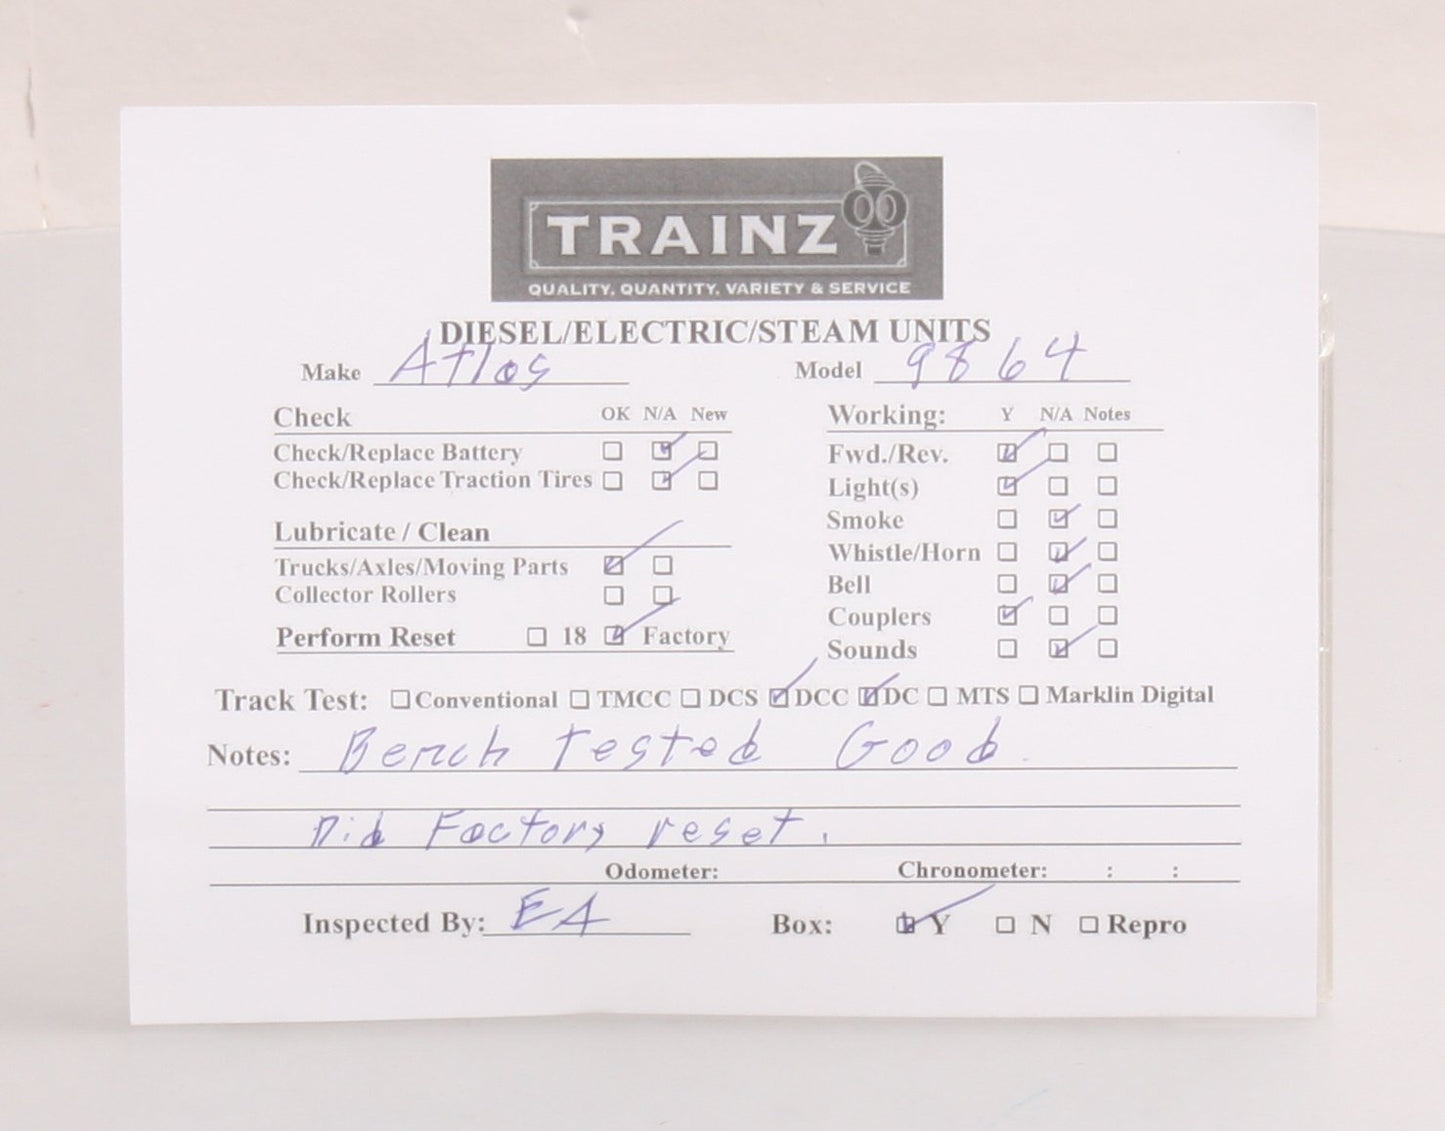 TRAINZ
QUALITY, QUANTITY, VARIETY & SERVICE
DIESEL/ELECTRIC/STEAM UNITS
Make Atlas Model 9864
Check OK N/A New Working: Y N/A Notes
Check/Replace Battery ☐ ☑ ☐ Fwd./Rev. ☑ ☐ ☐
Check/Replace Traction Tires ☐ ☑ ☐ Light(s) ☑ ☐ ☐
Smoke ☐ ☑ ☐
Lubricate / Clean
Whistle/Horn ☐ ☑ ☐
Trucks/Axles/Moving Parts ☑ ☐ Bell ☐ ☑ ☐
Collector Rollers ☐ ☐ Couplers ☑ ☐ ☐
Perform Reset ☐ 18 ☑ Factory Sounds ☐ ☑ ☐
Track Test: ☐ Conventional ☐ TMCC ☐ DCS ☑ DCC ☑ DC ☐ MTS ☐ Marklin Digital
Notes: Bench tested Good
Did Factory reset.
Odometer: Chronometer: : :
Inspected By: EA Box: ☑ Y ☐ N ☐ Repro